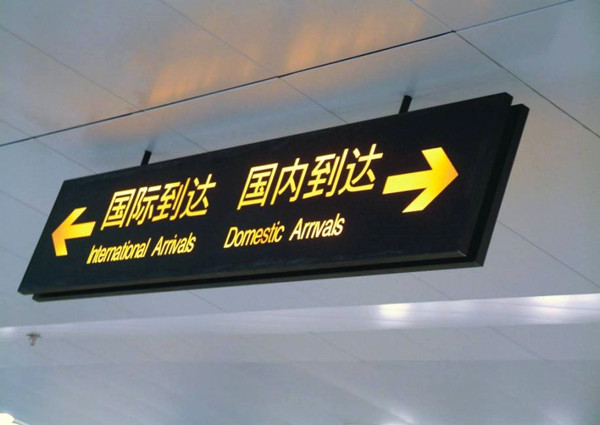 国际到达 国内到达
International Arrivals Domestic Arrivals